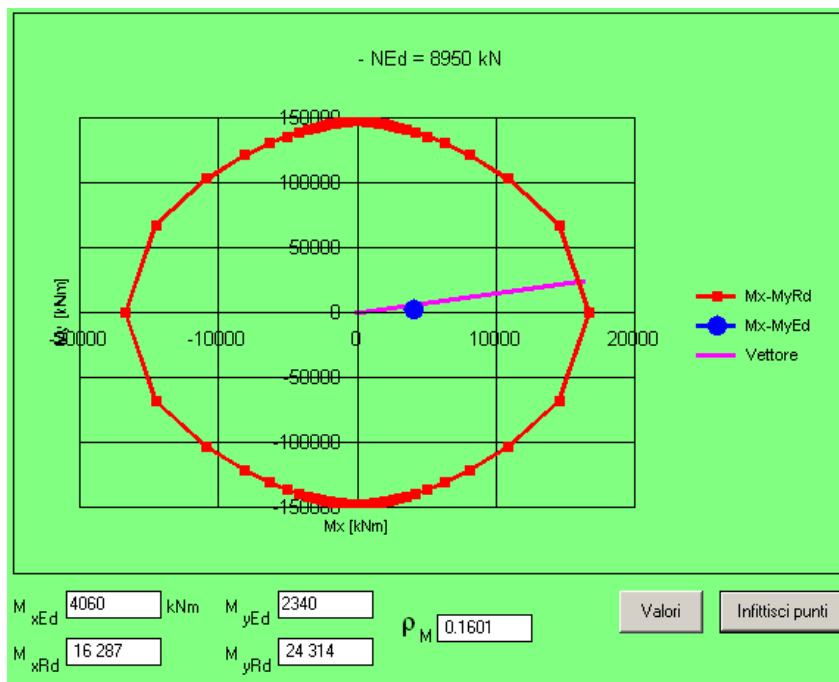 - NEd = 8950 kN
150000
100000
50000
0
-50000
-100000
-150000
-20000 -10000 0 10000 20000
Mx [kNm]
Mx-MyRd
Mx-MyEd
Vettore
M xEd 4060 kNm M yEd 2340
ρ M 0.1601
Valori Infittisci punti
M xRd 16 287 M yRd 24 314